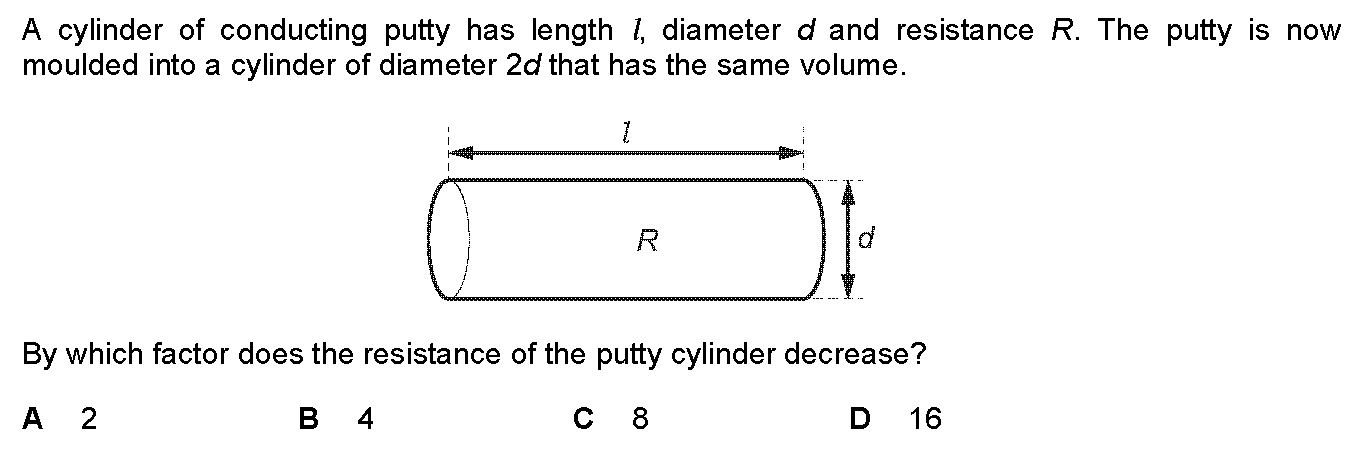 A cylinder of conducting putty has length l, diameter d and resistance R. The putty is now
moulded into a cylinder of diameter 2d that has the same volume.
l
R
d
By which factor does the resistance of the putty cylinder decrease?
A 2 B 4 C 8 D 16